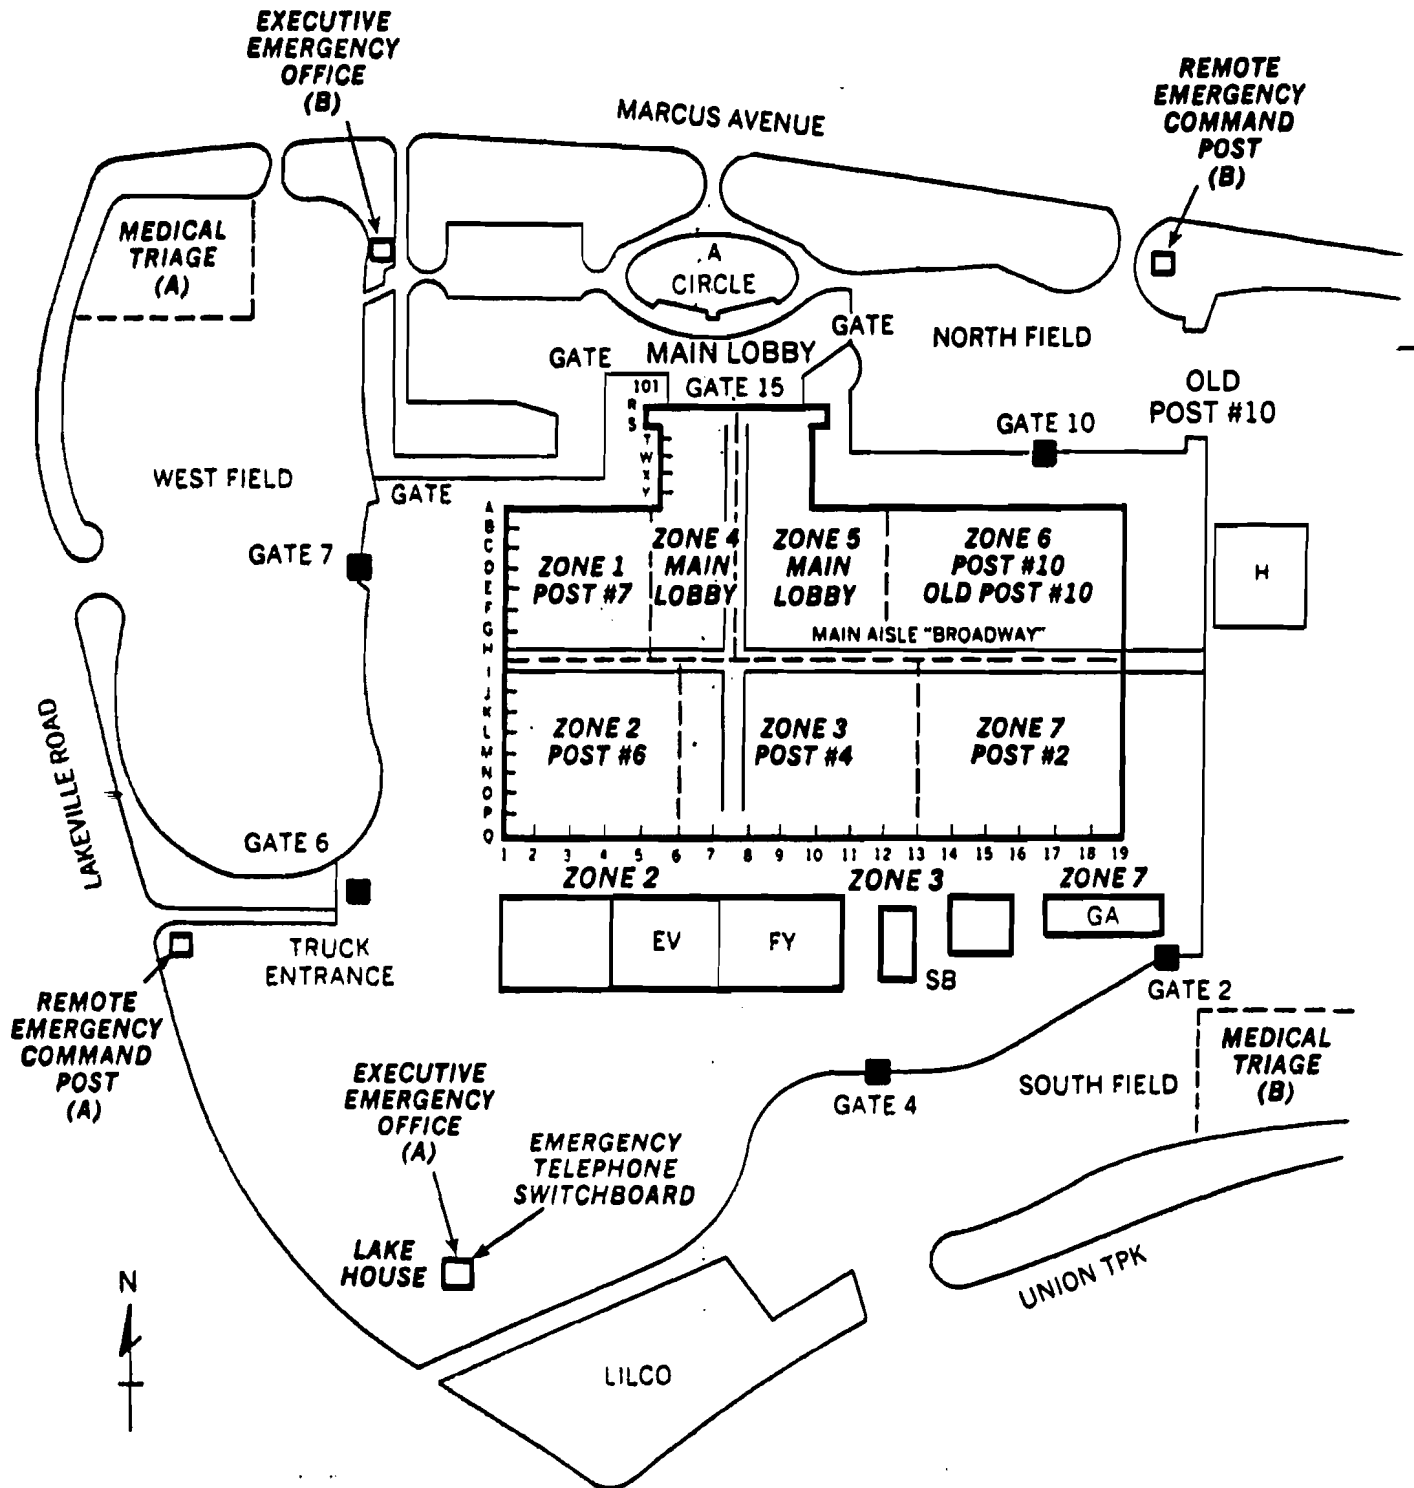 EXECUTIVE
EMERGENCY
OFFICE
(B)
MARCUS AVENUE
REMOTE
EMERGENCY
COMMAND
POST
(B)
MEDICAL
TRIAGE
(A)
A
CIRCLE
GATE
NORTH FIELD
GATE
MAIN LOBBY
101
GATE 15
OLD
POST #10
R
S
T
W
X
Y
GATE 10
WEST FIELD
GATE
GATE 7
A
B
C
D
E
F
G
H
I
J
K
L
M
N
O
P
Q
ZONE 1
POST #7
ZONE 4
MAIN
LOBBY
ZONE 5
MAIN
LOBBY
ZONE 6
POST #10
OLD POST #10
H
MAIN AISLE "BROADWAY"
ZONE 2
POST #6
ZONE 3
POST #4
ZONE 7
POST #2
LAKEVILLE ROAD
GATE 6
1 2 3 4 5 6 7 8 9 10 11 12 13 14 15 16 17 18 19
ZONE 2
ZONE 3
ZONE 7
EV
FY
GA
SB
TRUCK
ENTRANCE
GATE 2
REMOTE
EMERGENCY
COMMAND
POST
(A)
MEDICAL
TRIAGE
(B)
SOUTH FIELD
GATE 4
EXECUTIVE
EMERGENCY
OFFICE
(A)
EMERGENCY
TELEPHONE
SWITCHBOARD
LAKE
HOUSE
UNION TPK
N
LILCO